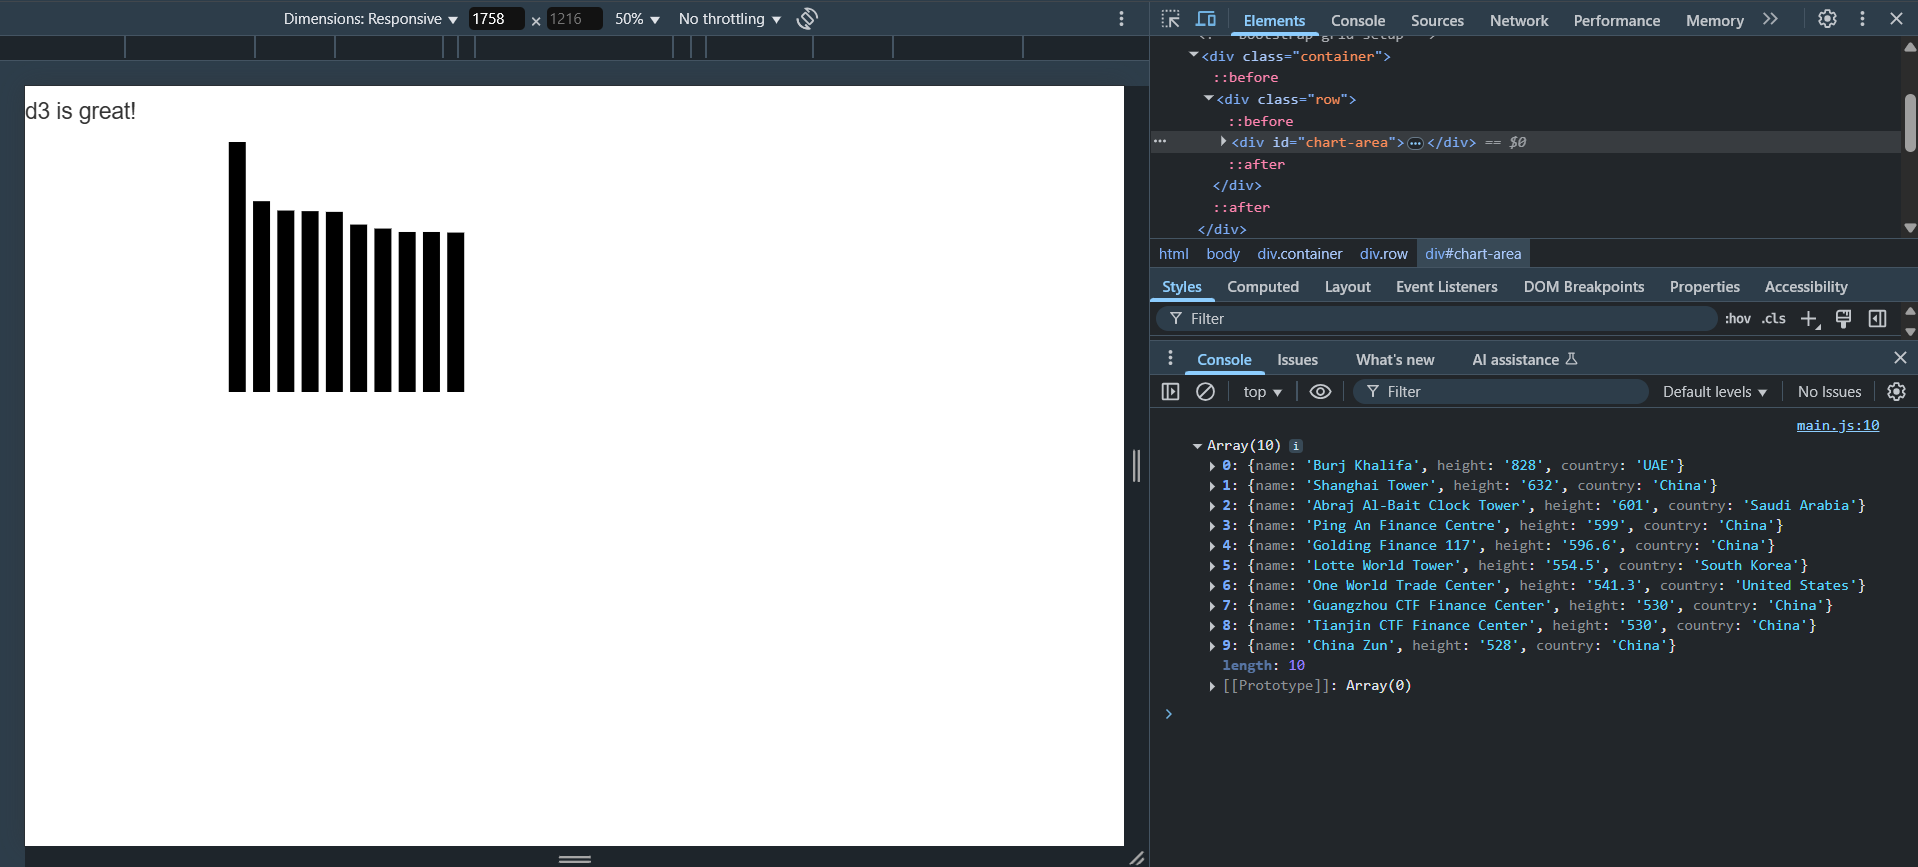 Dimensions: Responsive ▼ 1758 × 1216 50% ▼ No throttling ▼
d3 is great!
Elements Console Sources Network Performance Memory
<!-- Bootstrap grid setup -->
<div class="container">
::before
<div class="row">
::before
<div id="chart-area">…</div> == $0
::after
</div>
::after
</div>
html body div.container div.row div#chart-area
Styles Computed Layout Event Listeners DOM Breakpoints Properties Accessibility
Filter :hov .cls
Console Issues What's new AI assistance
top ▼ Filter Default levels ▼ No Issues
main.js:10
Array(10) i
0: {name: 'Burj Khalifa', height: '828', country: 'UAE'}
1: {name: 'Shanghai Tower', height: '632', country: 'China'}
2: {name: 'Abraj Al-Bait Clock Tower', height: '601', country: 'Saudi Arabia'}
3: {name: 'Ping An Finance Centre', height: '599', country: 'China'}
4: {name: 'Golding Finance 117', height: '596.6', country: 'China'}
5: {name: 'Lotte World Tower', height: '554.5', country: 'South Korea'}
6: {name: 'One World Trade Center', height: '541.3', country: 'United States'}
7: {name: 'Guangzhou CTF Finance Center', height: '530', country: 'China'}
8: {name: 'Tianjin CTF Finance Center', height: '530', country: 'China'}
9: {name: 'China Zun', height: '528', country: 'China'}
length: 10
[[Prototype]]: Array(0)